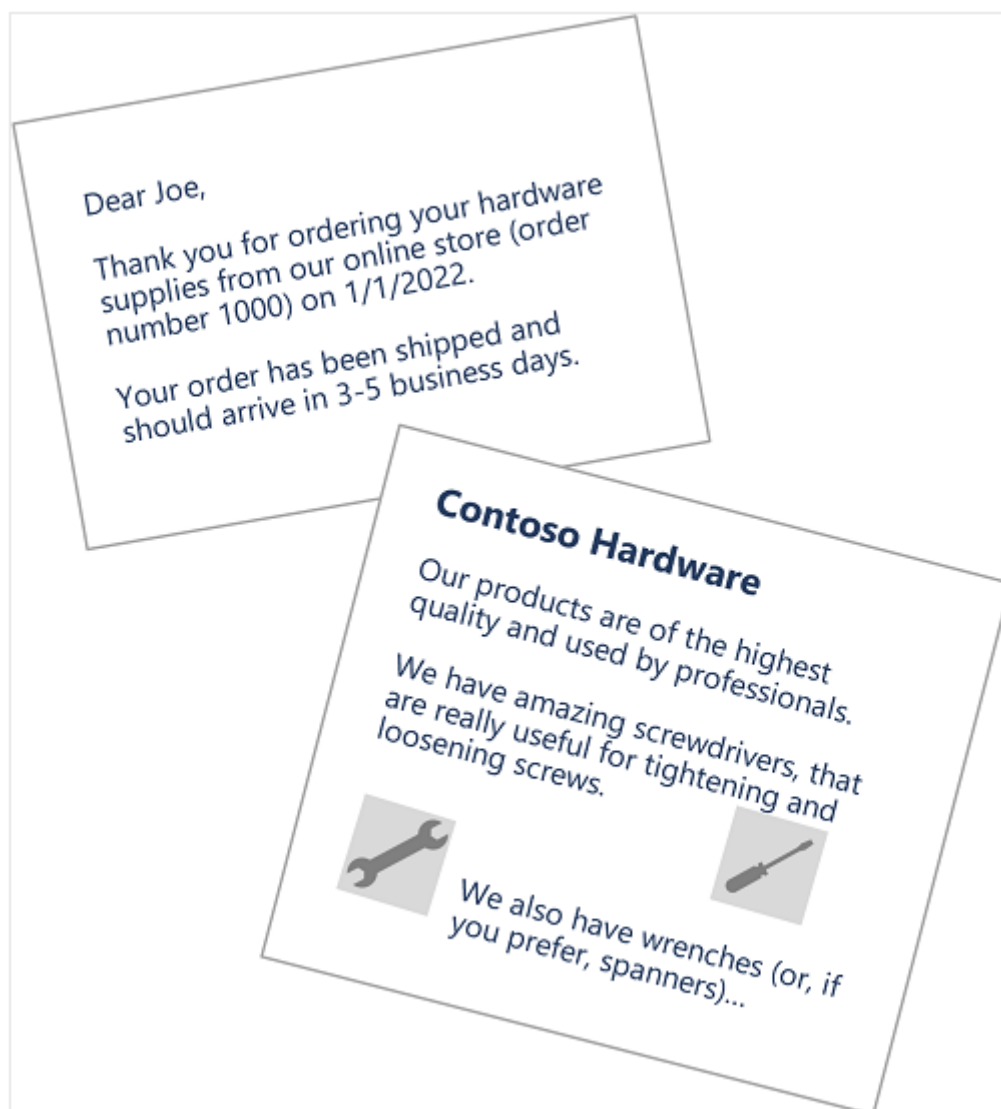 Dear Joe,
Thank you for ordering your hardware
supplies from our online store (order
number 1000) on 1/1/2022.
Your order has been shipped and
should arrive in 3-5 business days.
Contoso Hardware
Our products are of the highest
quality and used by professionals.
We have amazing screwdrivers, that
are really useful for tightening and
loosening screws.
We also have wrenches (or, if
you prefer, spanners)...